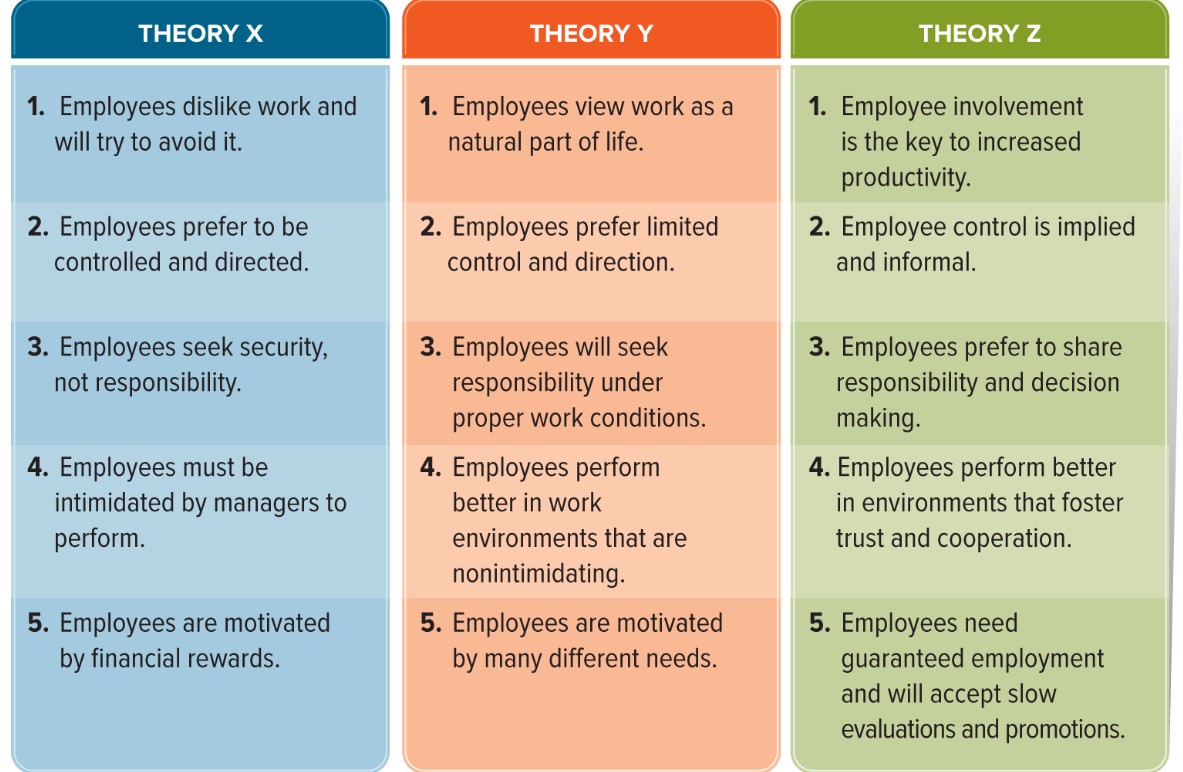 THEORY X
1. Employees dislike work and
will try to avoid it.
2. Employees prefer to be
controlled and directed.
3. Employees seek security,
not responsibility.
4. Employees must be
intimidated by managers to
perform.
5. Employees are motivated
by financial rewards.
THEORY Y
1. Employees view work as a
natural part of life.
2. Employees prefer limited
control and direction.
3. Employees will seek
responsibility under
proper work conditions.
4. Employees perform
better in work
environments that are
nonintimidating.
5. Employees are motivated
by many different needs.
THEORY Z
1. Employee involvement
is the key to increased
productivity.
2. Employee control is implied
and informal.
3. Employees prefer to share
responsibility and decision
making.
4. Employees perform better
in environments that foster
trust and cooperation.
5. Employees need
guaranteed employment
and will accept slow
evaluations and promotions.